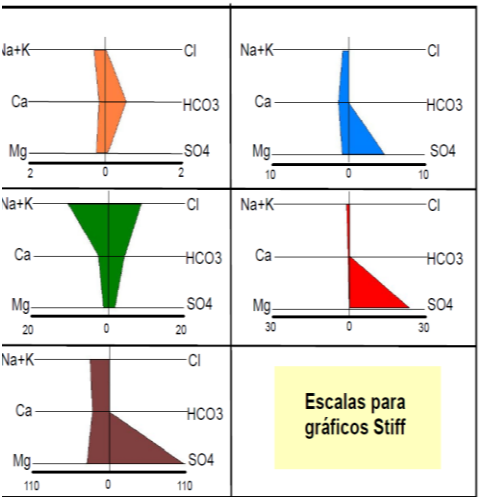 Na+K Cl
Ca HCO3
Mg SO4
2 0 2
Na+K Cl
Ca HCO3
Mg SO4
10 0 10
Na+K Cl
Ca HCO3
Mg SO4
20 0 20
Na+K Cl
Ca HCO3
Mg SO4
30 0 30
Na+K Cl
Ca HCO3
Mg SO4
110 0 110
Escalas para
gráficos Stiff